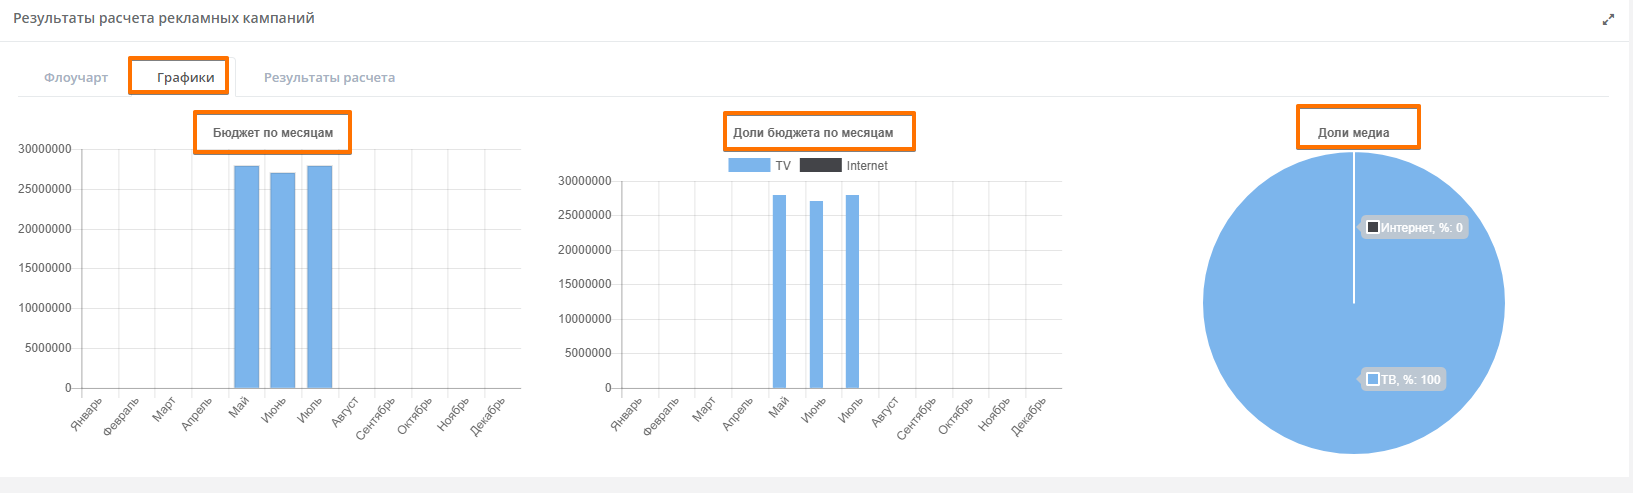 Результаты расчета рекламных кампаний
Флоучарт
Графики
Результаты расчета
Бюджет по месяцам
30000000
25000000
20000000
15000000
10000000
5000000
0
Январь
Февраль
Март
Апрель
Май
Июнь
Июль
Август
Сентябрь
Октябрь
Ноябрь
Декабрь
Доли бюджета по месяцам
TV
Internet
30000000
25000000
20000000
15000000
10000000
5000000
0
Январь
Февраль
Март
Апрель
Май
Июнь
Июль
Август
Сентябрь
Октябрь
Ноябрь
Декабрь
Доли медиа
Интернет, %: 0
ТВ, %: 100